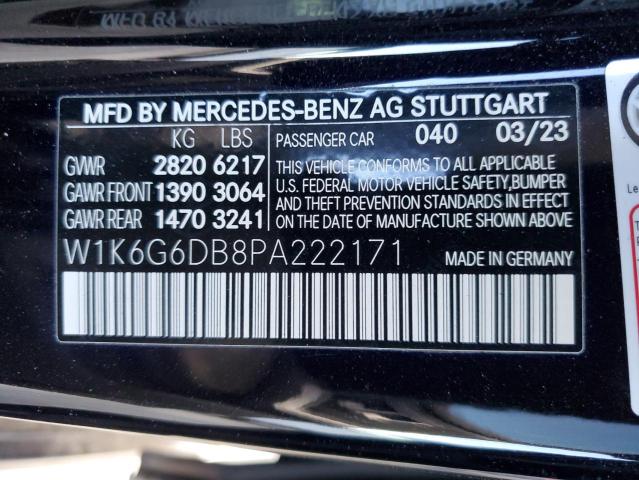 MFD BY MERCEDES-BENZ AG STUTTGART
KG LBS
PASSENGER CAR 040 03/23
GVWR 2820 6217
GAWR FRONT 1390 3064
GAWR REAR 1470 3241
THIS VEHICLE CONFORMS TO ALL APPLICABLE
U.S. FEDERAL MOTOR VEHICLE SAFETY, BUMPER
AND THEFT PREVENTION STANDARDS IN EFFECT
ON THE DATE OF MANUFACTURE SHOWN ABOVE
W1K6G6DB8PA222171
MADE IN GERMANY